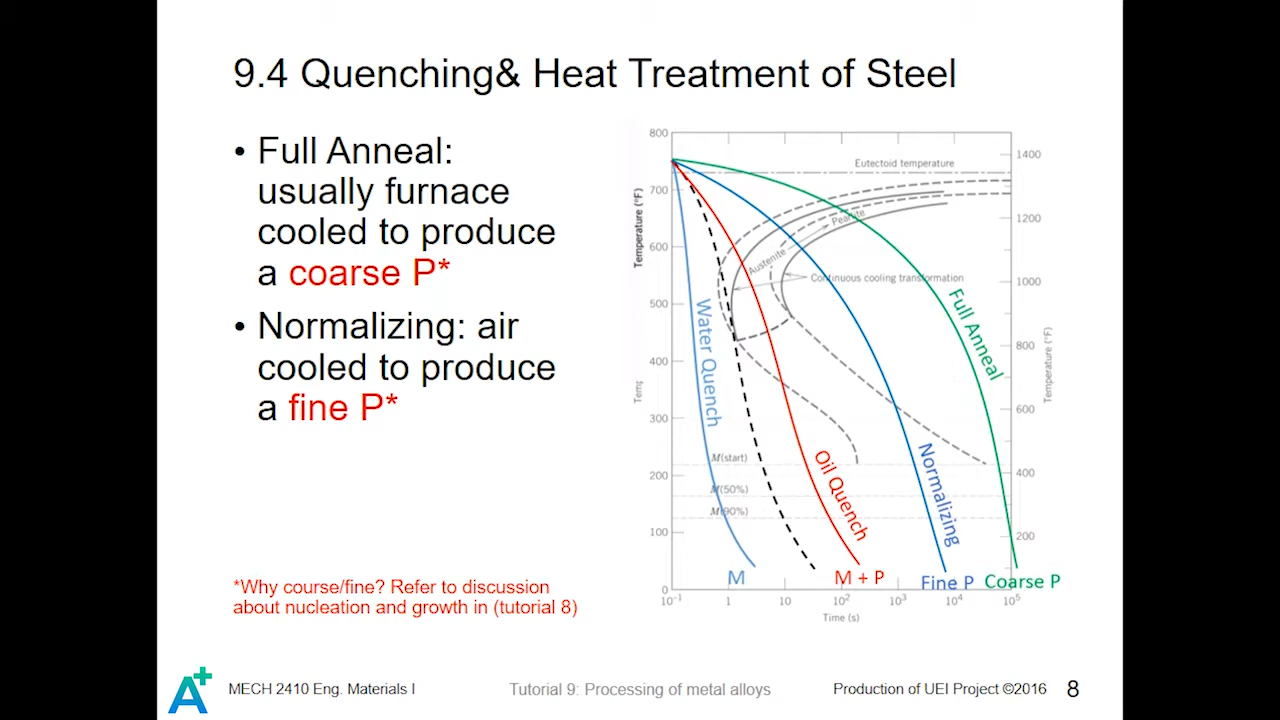 9.4 Quenching& Heat Treatment of Steel
• Full Anneal:
usually furnace
cooled to produce
a coarse P*
• Normalizing: air
cooled to produce
a fine P*
*Why course/fine? Refer to discussion
about nucleation and growth in (tutorial 8)
800
700
600
500
400
300
200
100
0
Temperature (°F)
Temp
1400
1200
1000
800
600
400
200
Temperature (°F)
Eutectoid temperature
Pearlite
Austenite
Continuous cooling transformation
Water Quench
Oil Quench
Normalizing
Full Anneal
M(start)
M(50%)
M(90%)
M
M + P
Fine P
Coarse P
10⁻¹
1
10
10²
10³
10⁴
10⁵
Time (s)
A+
MECH 2410 Eng. Materials I
Tutorial 9: Processing of metal alloys
Production of UEI Project ©2016
8